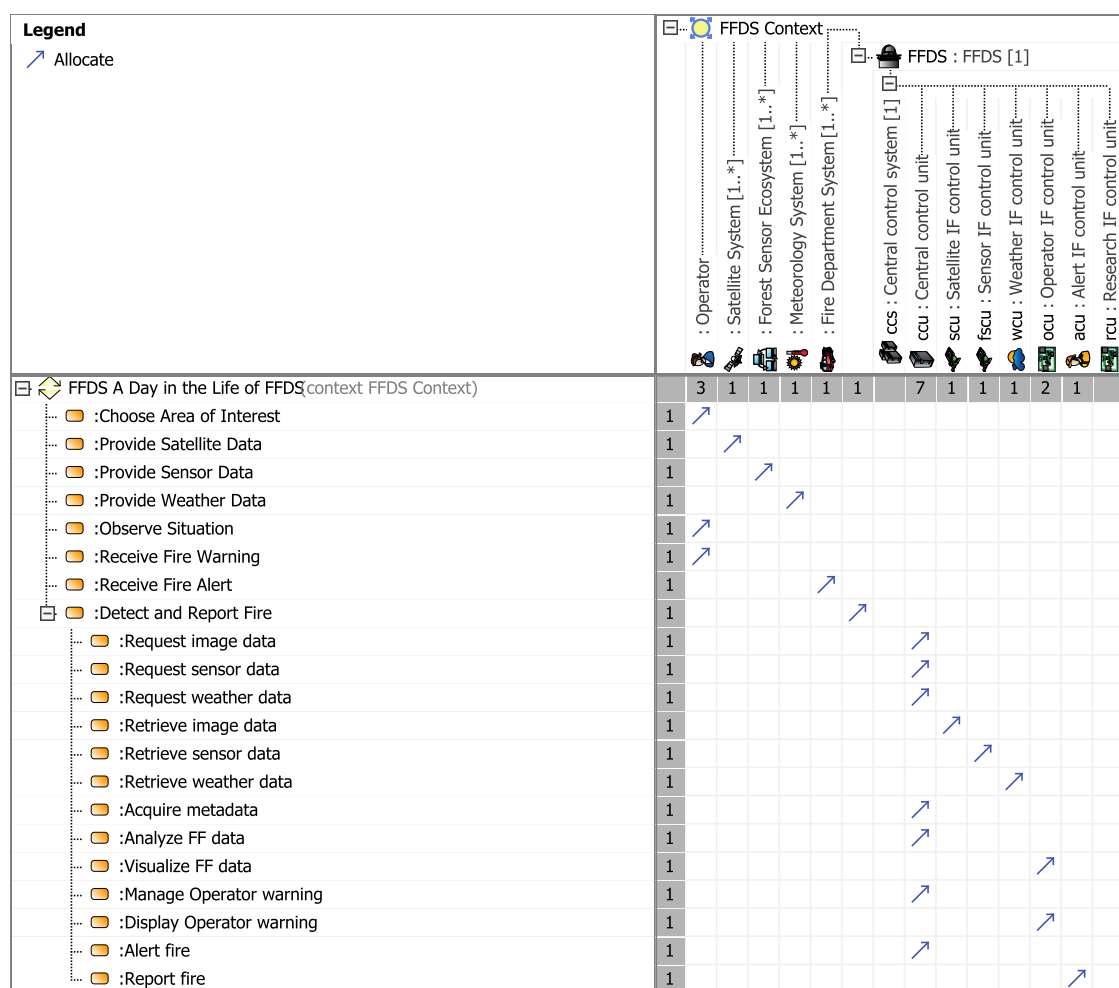 Legend
Allocate
FFDS Context
FFDS : FFDS [1]
: Operator
: Satellite System [1..*]
: Forest Sensor Ecosystem [1..*]
: Meteorology System [1..*]
: Fire Department System [1..*]
ccs : Central control system [1]
ccu : Central control unit
scu : Satellite IF control unit
fscu : Sensor IF control unit
wcu : Weather IF control unit
ocu : Operator IF control unit
acu : Alert IF control unit
rcu : Research IF control unit
FFDS A Day in the Life of FFDS(context FFDS Context) 3 1 1 1 1 1 7 1 1 1 2 1
:Choose Area of Interest 1
:Provide Satellite Data 1
:Provide Sensor Data 1
:Provide Weather Data 1
:Observe Situation 1
:Receive Fire Warning 1
:Receive Fire Alert 1
:Detect and Report Fire 1
:Request image data 1
:Request sensor data 1
:Request weather data 1
:Retrieve image data 1
:Retrieve sensor data 1
:Retrieve weather data 1
:Acquire metadata 1
:Analyze FF data 1
:Visualize FF data 1
:Manage Operator warning 1
:Display Operator warning 1
:Alert fire 1
:Report fire 1